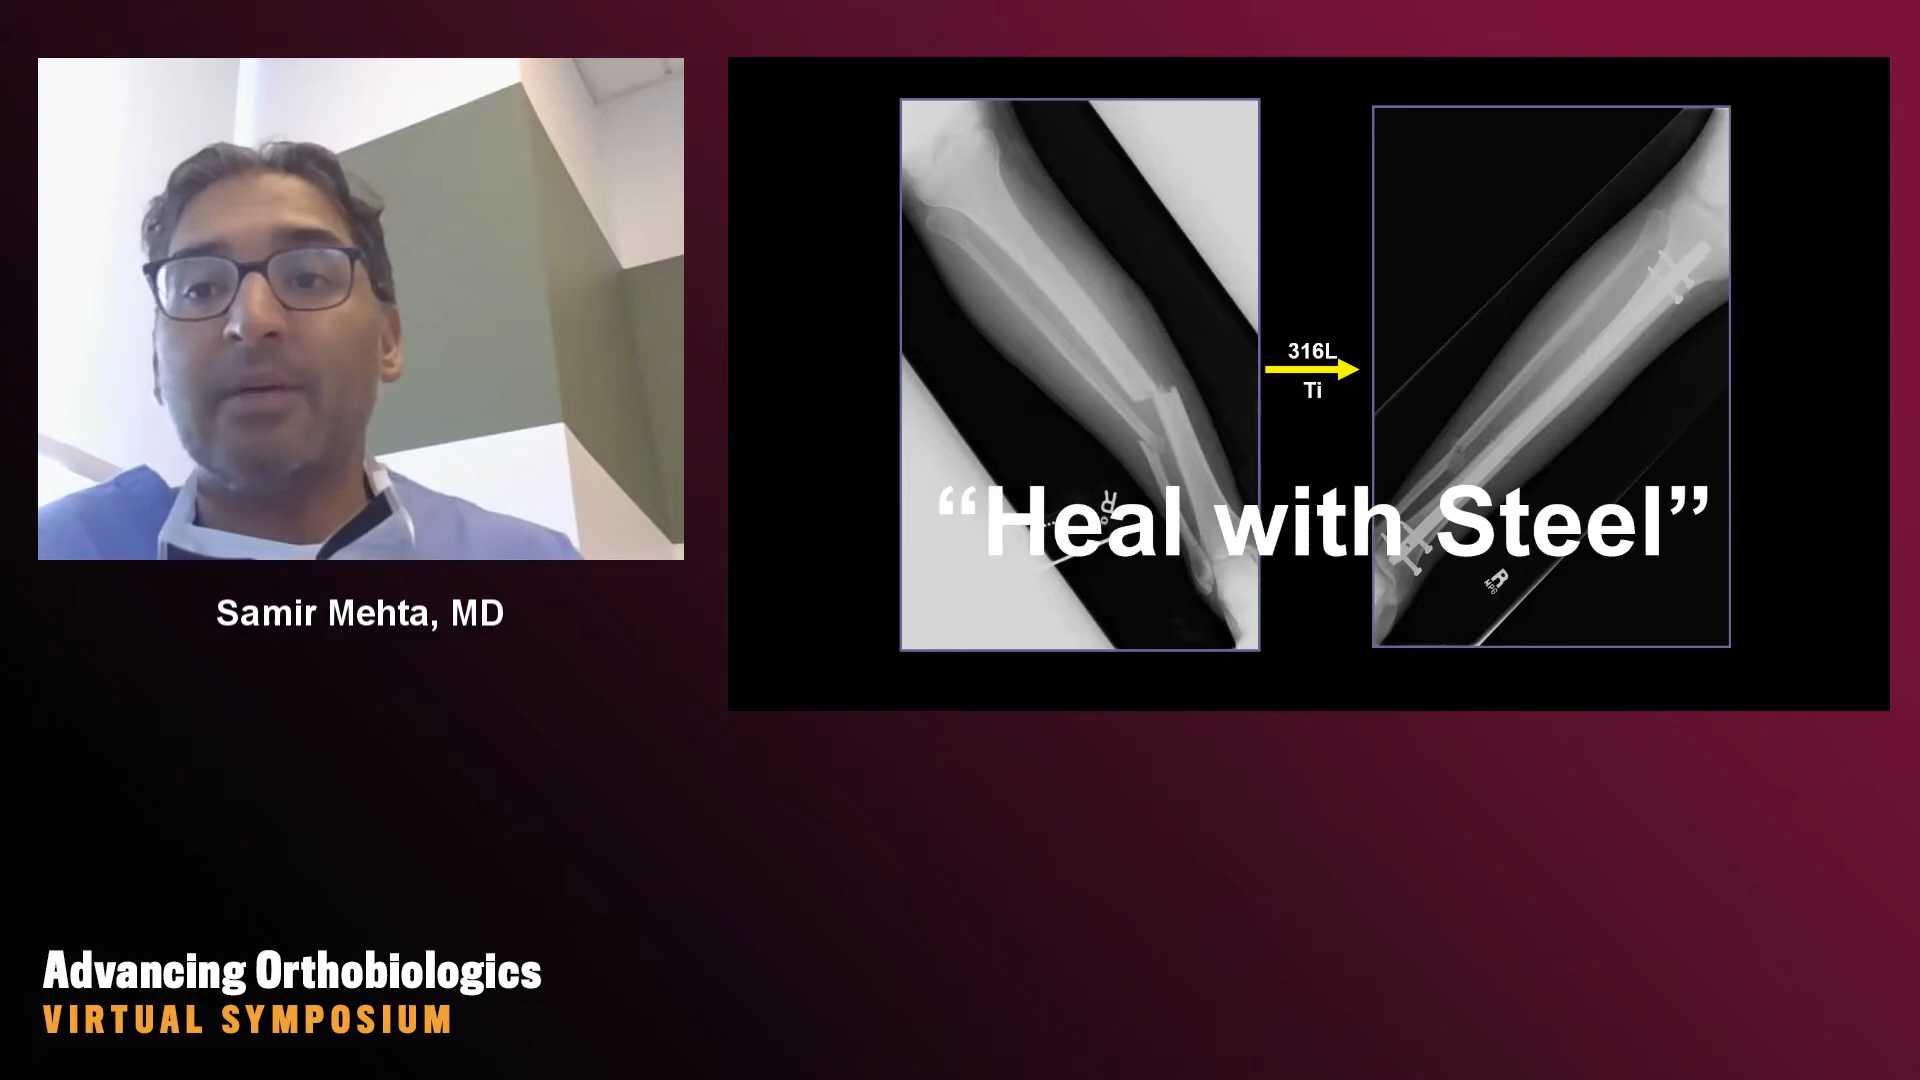 316L
Ti
“Heal with Steel”
R
R
Samir Mehta, MD
Advancing Orthobiologics
VIRTUAL SYMPOSIUM